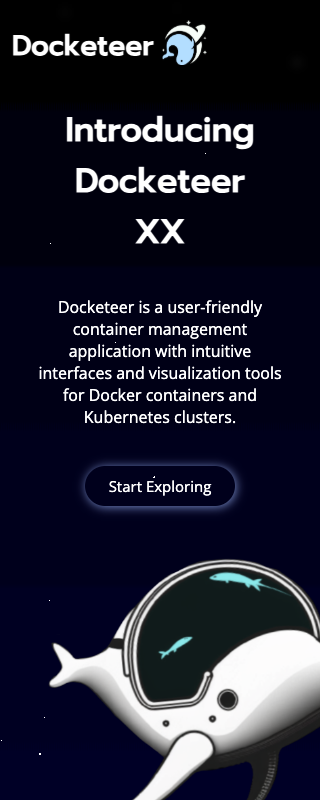 Docketeer
Introducing
Docketeer
XX
Docketeer is a user-friendly
container management
application with intuitive
interfaces and visualization tools
for Docker containers and
Kubernetes clusters.
Start Exploring